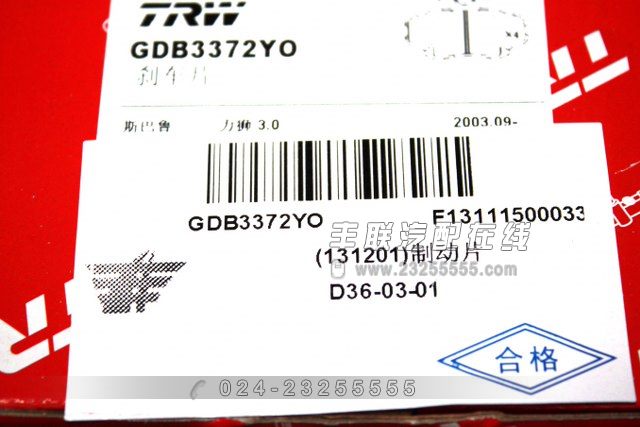 TRW
GDB3372YO
刹车片
X4
斯巴鲁 力狮 3.0 2003.09-
GDB3372YO F13111500033
丰联汽配在线
(131201)制动片
www.23255555.com
D36-03-01
合格
024-23255555